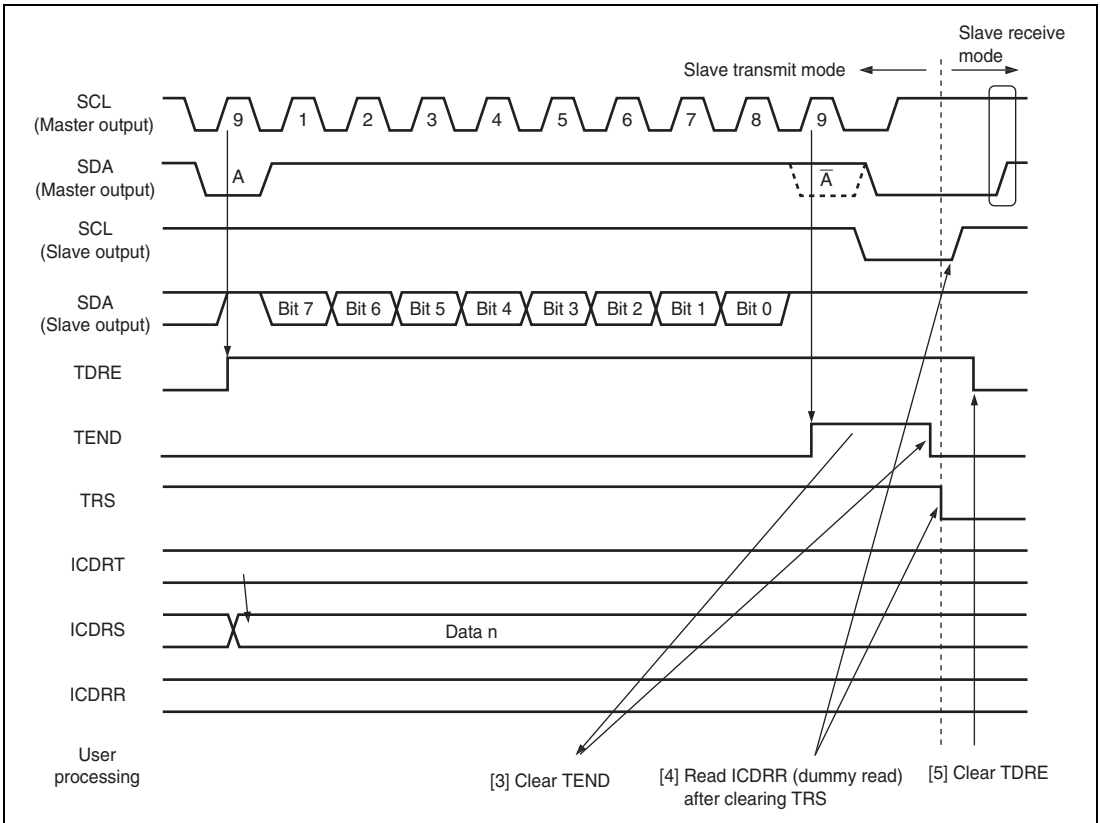 Slave receive
mode
Slave transmit mode
SCL
(Master output)
9 1 2 3 4 5 6 7 8 9
SDA
(Master output)
A A̅
SCL
(Slave output)
SDA
(Slave output)
Bit 7 Bit 6 Bit 5 Bit 4 Bit 3 Bit 2 Bit 1 Bit 0
TDRE
TEND
TRS
ICDRT
ICDRS
Data n
ICDRR
User
processing
[3] Clear TEND
[4] Read ICDRR (dummy read)
after clearing TRS
[5] Clear TDRE